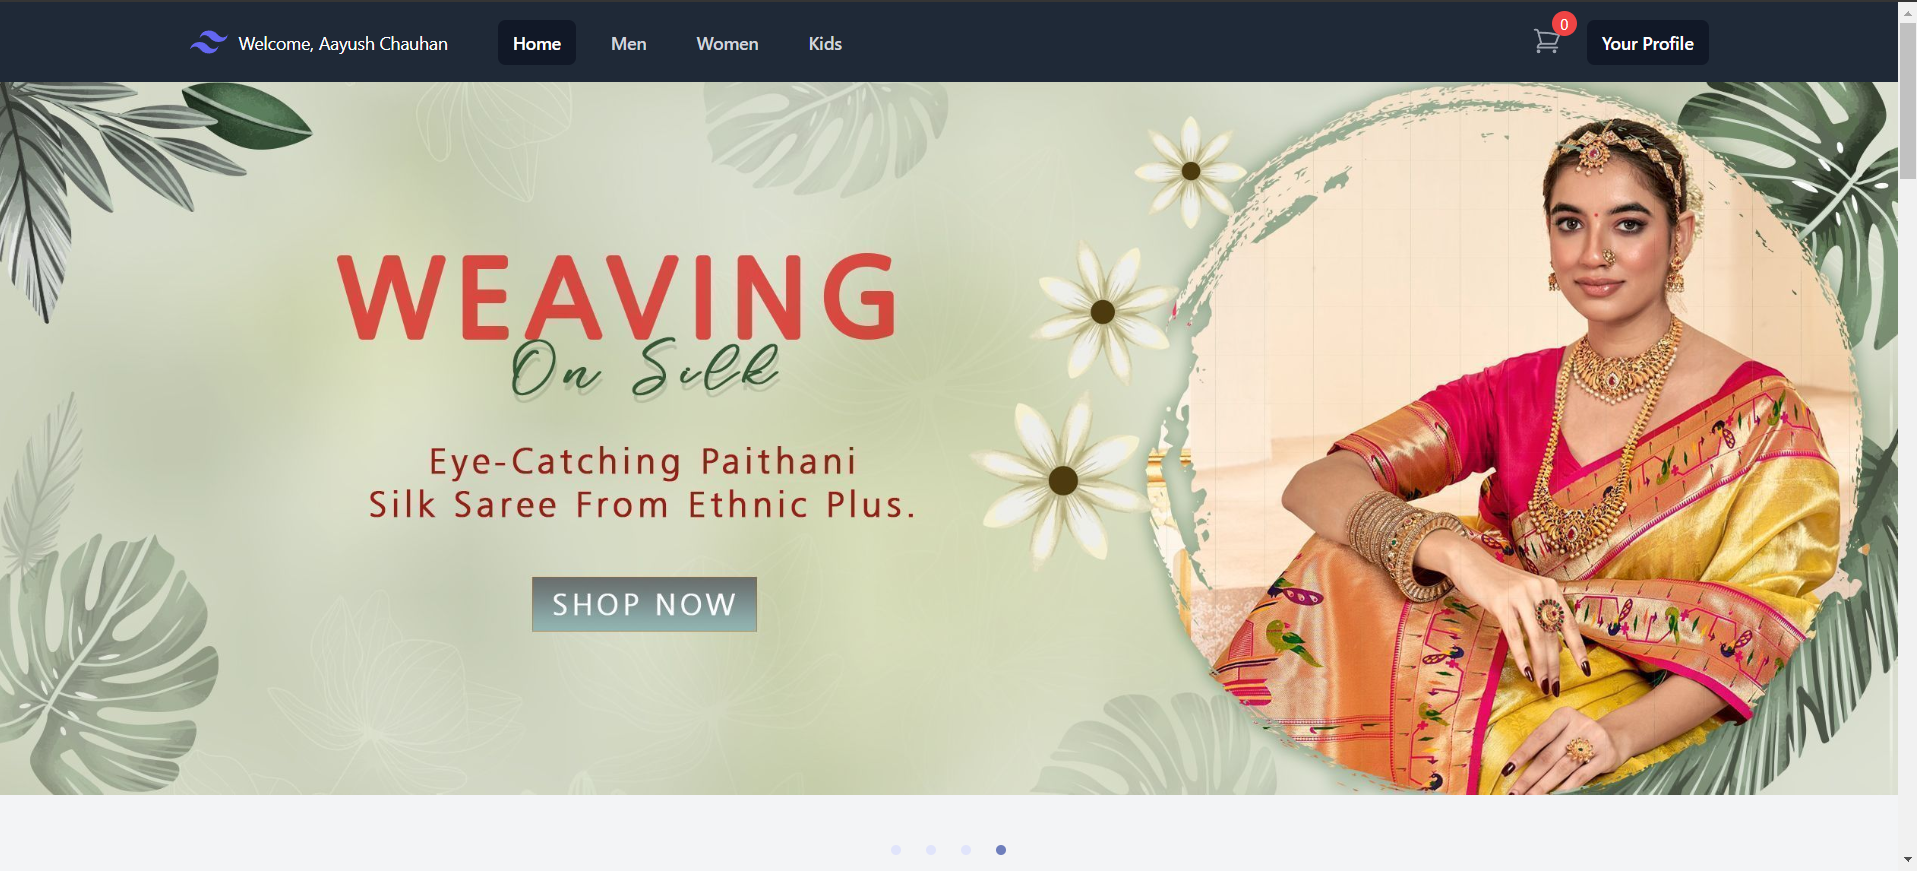 Welcome, Aayush Chauhan
Home
Men
Women
Kids
0
Your Profile
WEAVING
On Silk
Eye-Catching Paithani
Silk Saree From Ethnic Plus.
SHOP NOW